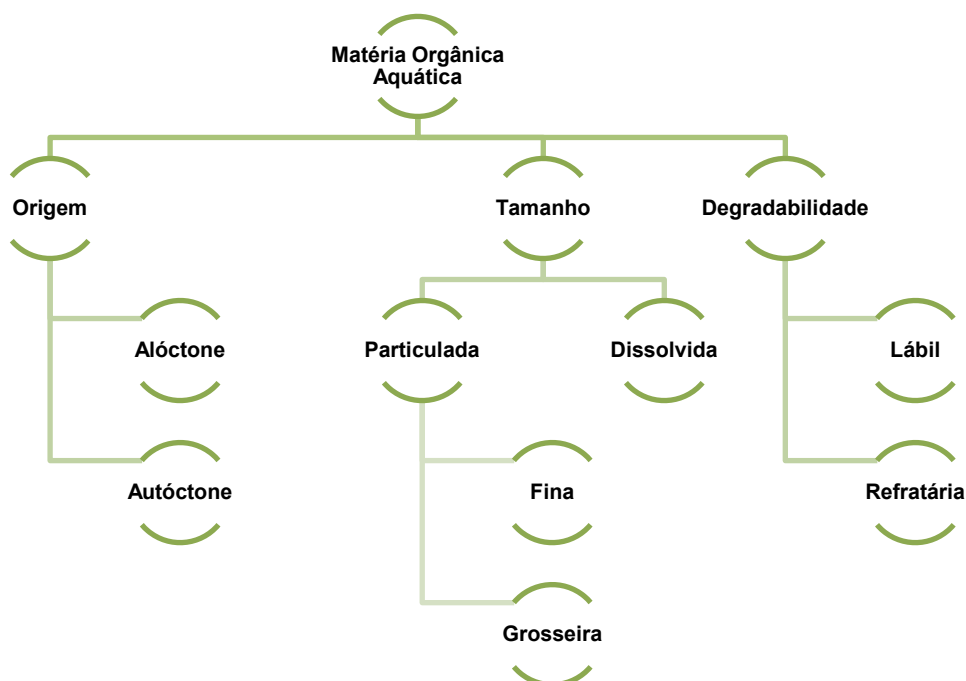 Matéria Orgânica
Aquática
Origem
Tamanho
Degradabilidade
Alóctone
Particulada
Dissolvida
Lábil
Autóctone
Fina
Refratária
Grosseira